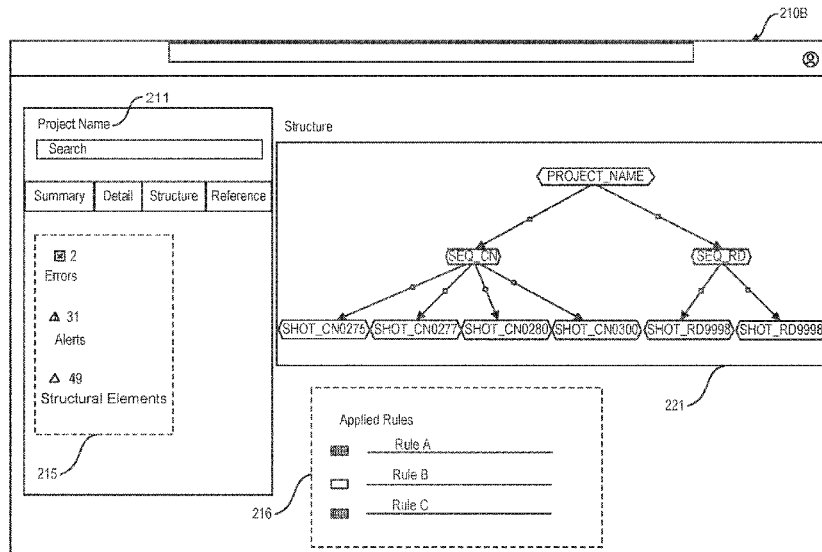 210B
211
Project Name
Search
Summary Detail Structure Reference
2
Errors
31
Alerts
49
Structural Elements
215
Structure
PROJECT_NAME
SEQ_CN SEQ_RD
SHOT_CN0275 SHOT_CN0277 SHOT_CN0280 SHOT_CN0300 SHOT_RD9998 SHOT_RD9998
221
Applied Rules
Rule A
Rule B
Rule C
216